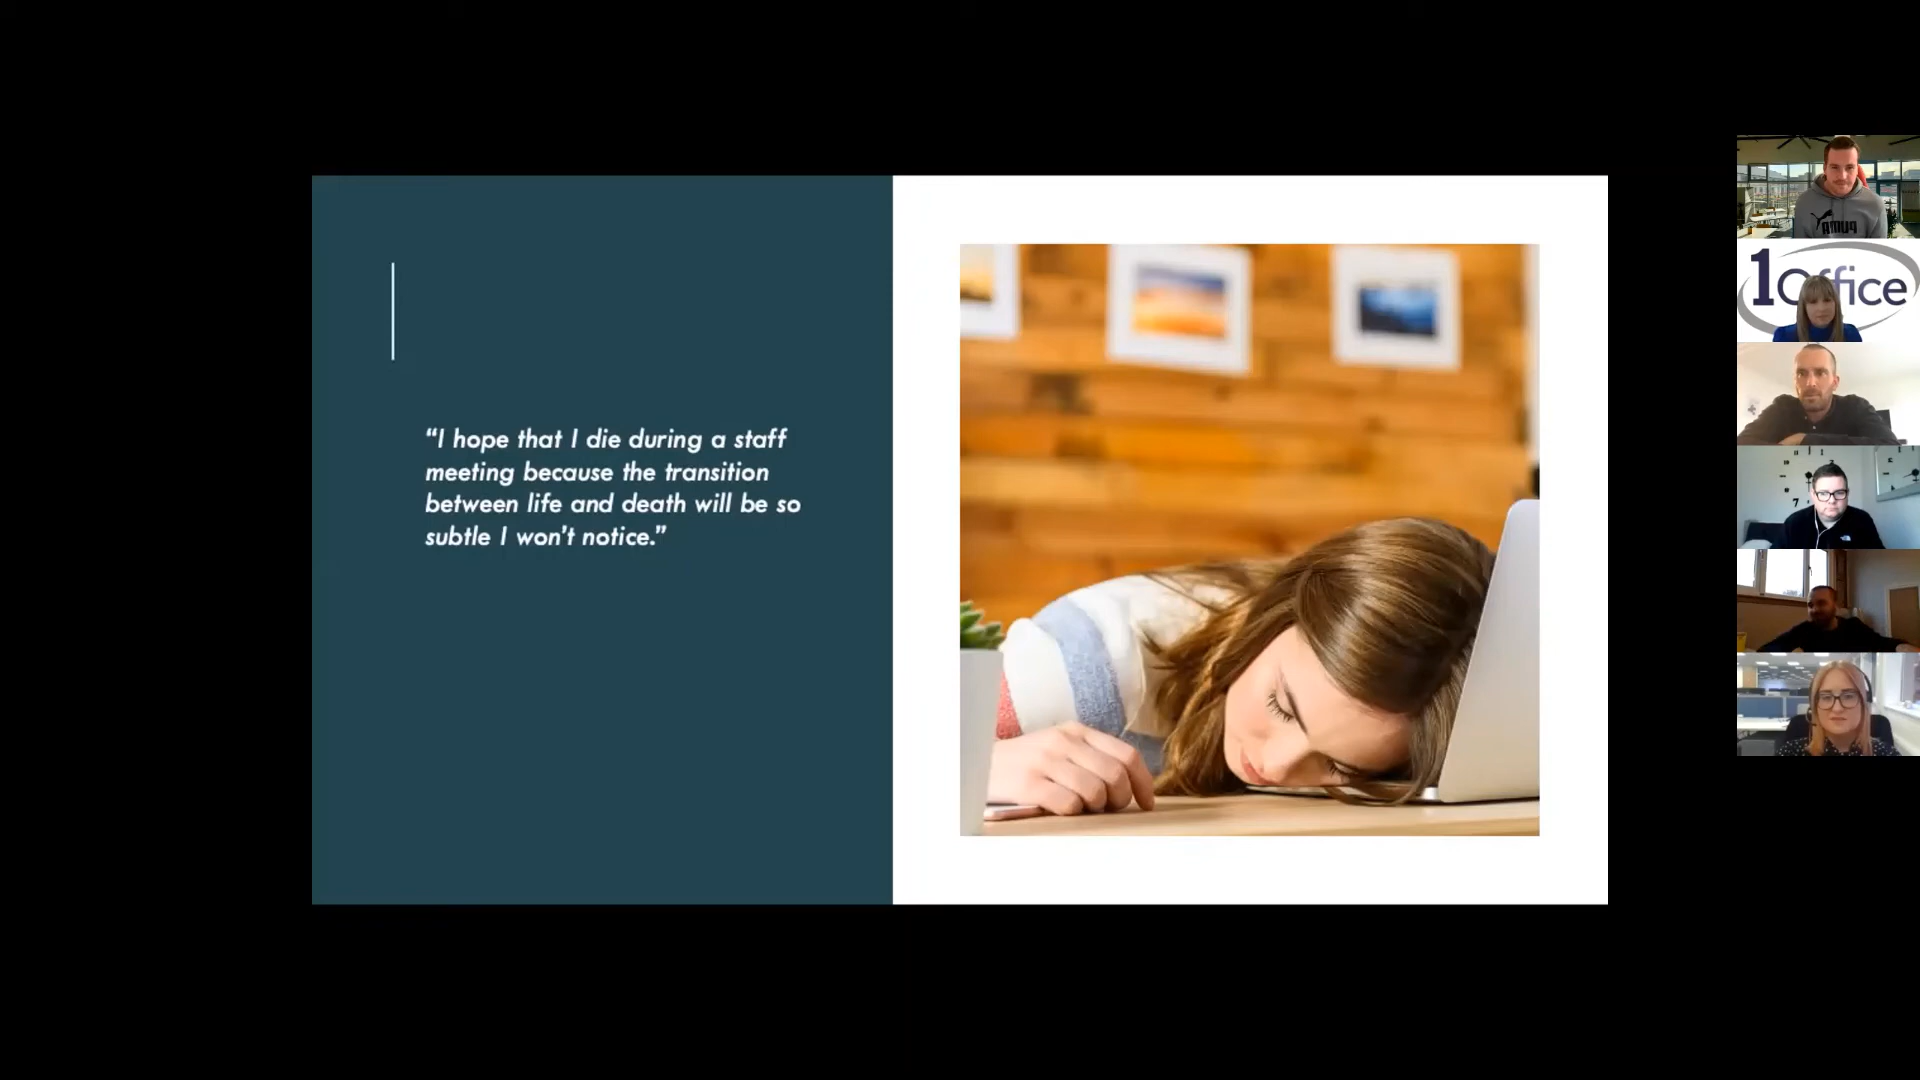 “I hope that I die during a staff
meeting because the transition
between life and death will be so
subtle I won’t notice.”
PUMA
1Office